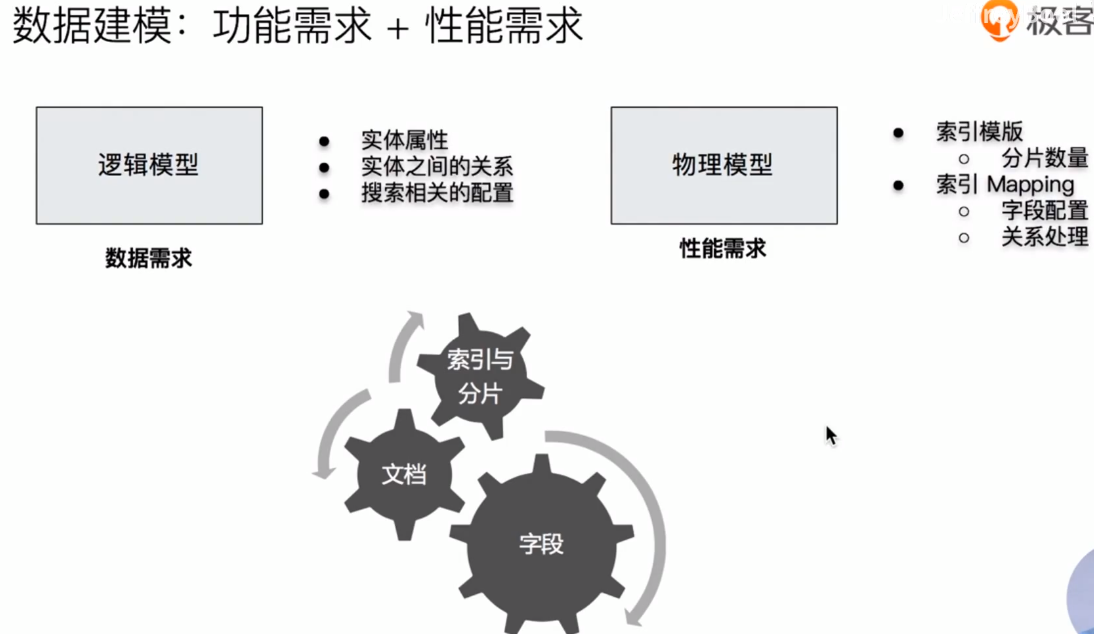 数据建模：功能需求 + 性能需求
极客
逻辑模型
数据需求
实体属性
实体之间的关系
搜索相关的配置
物理模型
性能需求
索引模版
分片数量
索引 Mapping
字段配置
关系处理
索引与
分片
文档
字段